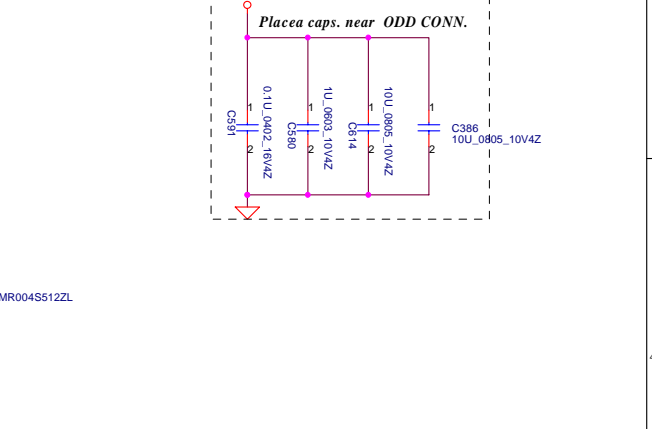 Placea caps. near ODD CONN.
1
2
C591
0.1U_0402_16V4Z
1
2
C580
1U_0603_10V4Z
1
2
C614
10U_0805_10V4Z
1
2
C386
10U_0805_10V4Z
MR004S512ZL